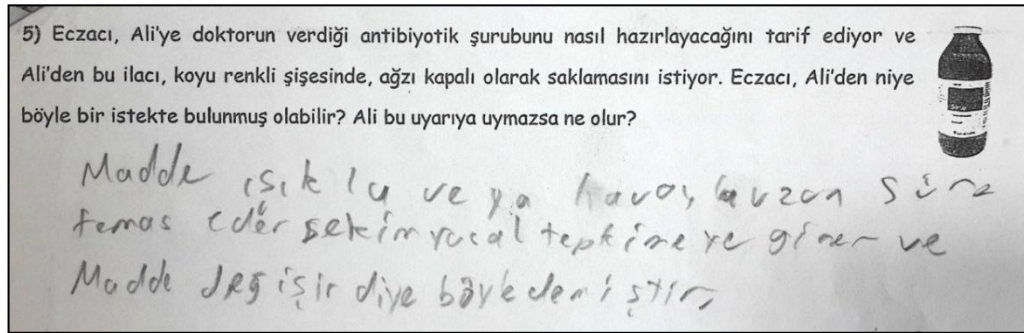 5) Eczacı, Ali'ye doktorun verdiği antibiyotik şurubunu nasıl hazırlayacağını tarif ediyor ve
Ali'den bu ilacı, koyu renkli şişesinde, ağzı kapalı olarak saklamasını istiyor. Eczacı, Ali'den niye
böyle bir istekte bulunmuş olabilir? Ali bu uyarıya uymazsa ne olur?
Madde ışıkla veya havayla uzun süre
temas ederse kimyasal tepkimeye girer ve
Madde değişir diye böyle demiştir,